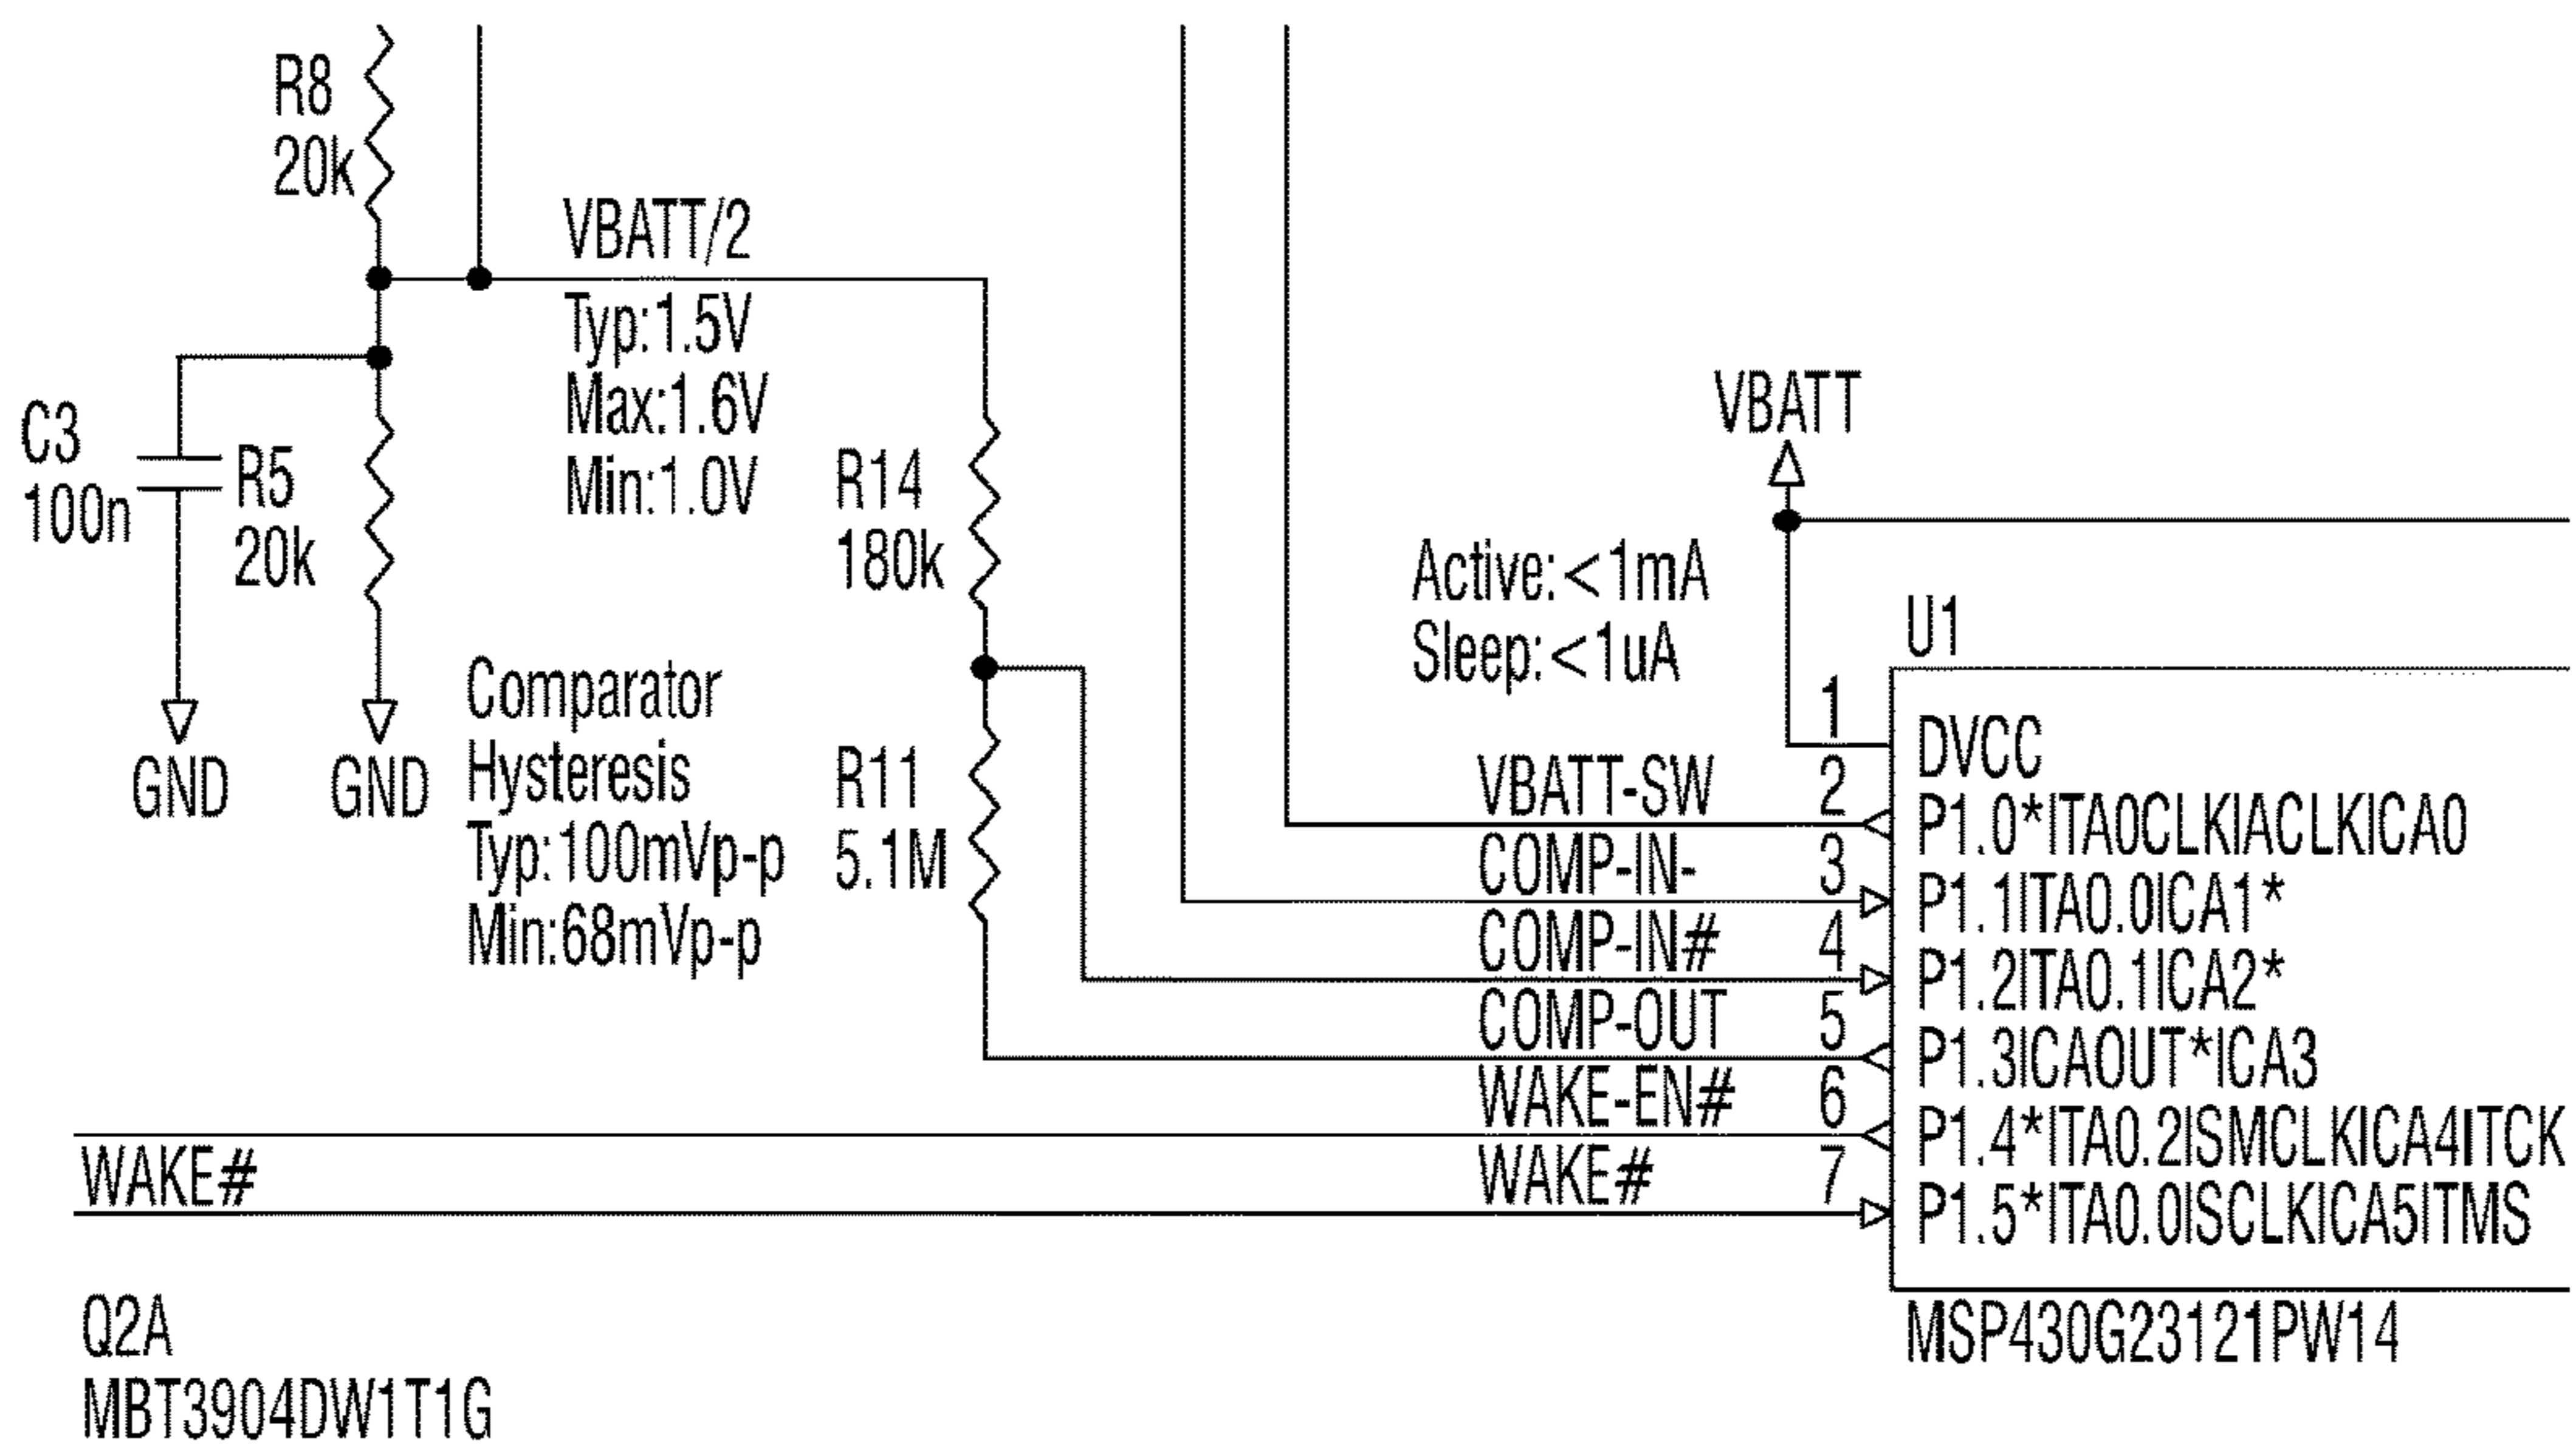 R8
20k
VBATT/2
Typ:1.5V
Max:1.6V
Min:1.0V
C3
100n
R5
20k
GND
GND
R14
180k
Comparator
Hysteresis
Typ:100mVp-p
Min:68mVp-p
R11
5.1M
VBATT
Active:<1mA
Sleep:<1uA
U1
1
DVCC
VBATT-SW 2 P1.0*ITA0CLKIACLKICA0
COMP-IN- 3 P1.1ITA0.0ICA1*
COMP-IN# 4 P1.2ITA0.1ICA2*
COMP-OUT 5 P1.3ICAOUT*ICA3
WAKE-EN# 6 P1.4*ITA0.2ISMCLKICA4ITCK
WAKE#
WAKE# 7 P1.5*ITA0.0ISCLKICA5ITMS
MSP430G23121PW14
Q2A
MBT3904DW1T1G